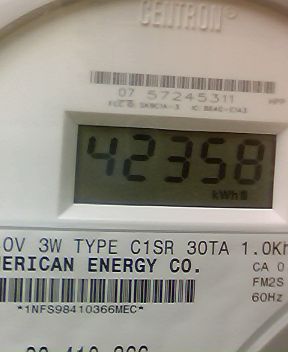 CENTRON®
07 57245311
42358
kWh
0V 3W TYPE C1SR 30TA 1.0Kh
ERICAN ENERGY CO.
CA 0
FM2S
60Hz
*1NFS98410366MEC*